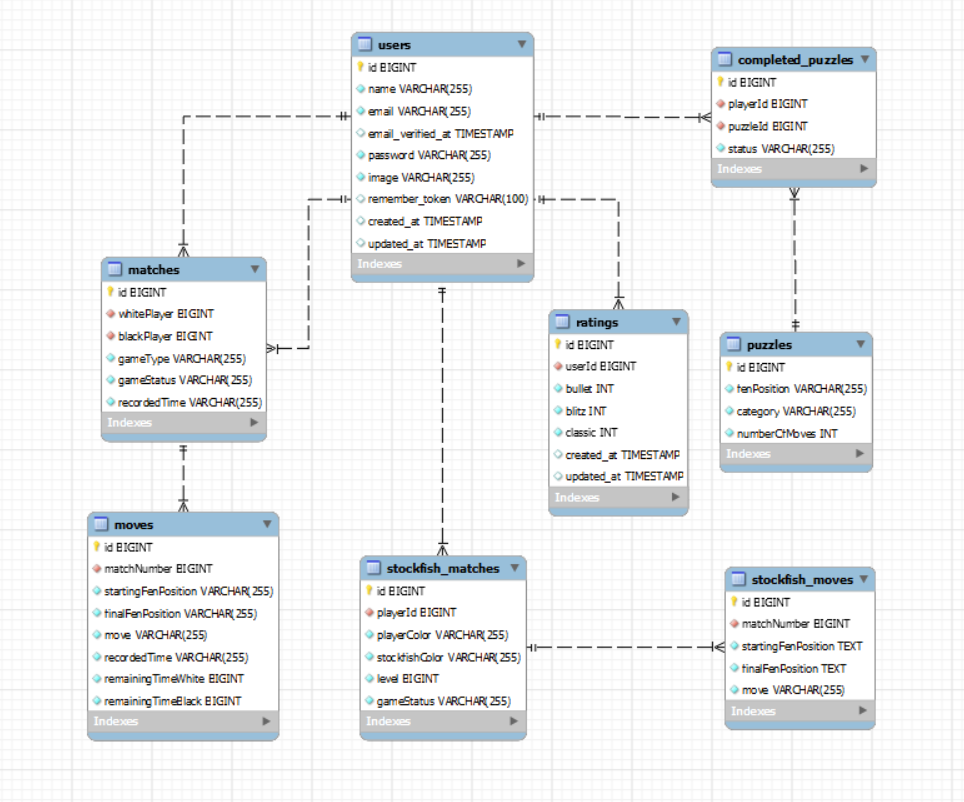 users
id BIGINT
name VARCHAR(255)
email VARCHAR(255)
email_verified_at TIMESTAMP
password VARCHAR(255)
image VARCHAR(255)
remember_token VARCHAR(100)
created_at TIMESTAMP
updated_at TIMESTAMP
Indexes
completed_puzzles
id BIGINT
playerId BIGINT
puzzleId BIGINT
status VARCHAR(255)
Indexes
matches
id BIGINT
whitePlayer BIGINT
blackPlayer BIGINT
gameType VARCHAR(255)
gameStatus VARCHAR(255)
recordedTime VARCHAR(255)
Indexes
ratings
id BIGINT
userId BIGINT
bullet INT
blitz INT
classic INT
created_at TIMESTAMP
updated_at TIMESTAMP
Indexes
puzzles
id BIGINT
fenPosition VARCHAR(255)
category VARCHAR(255)
numberOfMoves INT
Indexes
moves
id BIGINT
matchNumber BIGINT
startingFenPosition VARCHAR(255)
finalFenPosition VARCHAR(255)
move VARCHAR(255)
recordedTime VARCHAR(255)
remainingTimeWhite BIGINT
remainingTimeBlack BIGINT
Indexes
stockfish_matches
id BIGINT
playerId BIGINT
playerColor VARCHAR(255)
stockfishColor VARCHAR(255)
level BIGINT
gameStatus VARCHAR(255)
Indexes
stockfish_moves
id BIGINT
matchNumber BIGINT
startingFenPosition TEXT
finalFenPosition TEXT
move VARCHAR(255)
Indexes